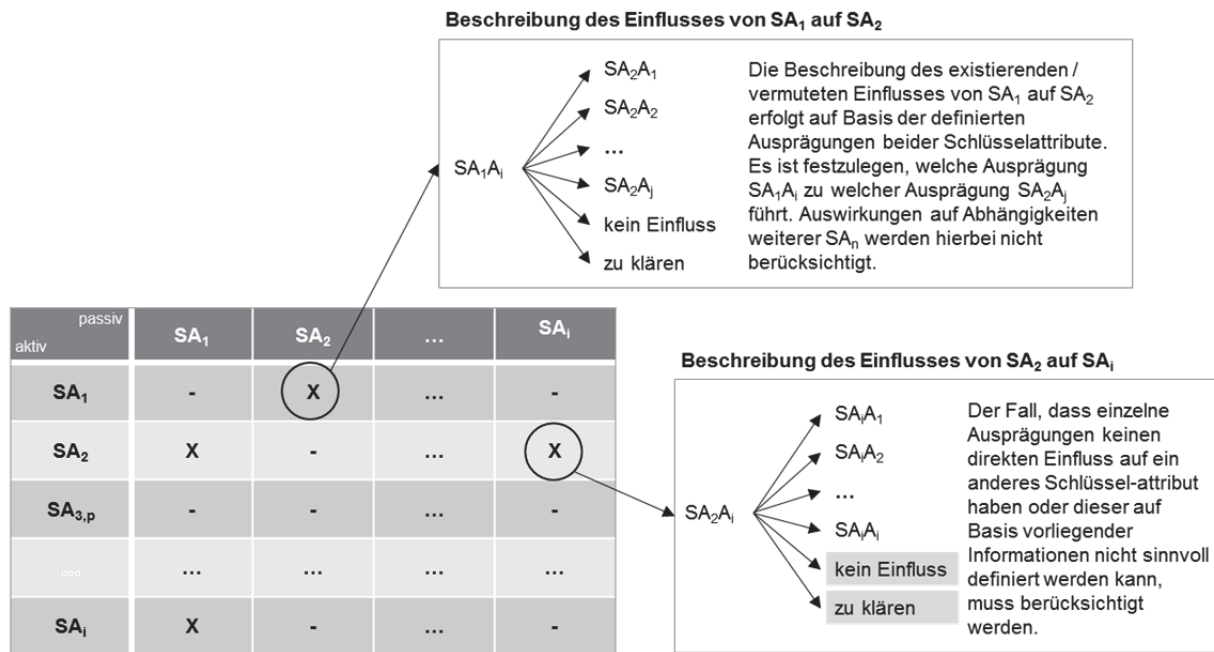 Beschreibung des Einflusses von SA₁ auf SA₂
SA₁Aᵢ
SA₂A₁
SA₂A₂
...
SA₂Aⱼ
kein Einfluss
zu klären
Die Beschreibung des existierenden /
vermuteten Einflusses von SA₁ auf SA₂
erfolgt auf Basis der definierten
Ausprägungen beider Schlüsselattribute.
Es ist festzulegen, welche Ausprägung
SA₁Aᵢ zu welcher Ausprägung SA₂Aⱼ
führt. Auswirkungen auf Abhängigkeiten
weiterer SAₙ werden hierbei nicht
berücksichtigt.
passiv
aktiv
SA₁ SA₂ ... SAᵢ
SA₁ - X ... -
SA₂ X - ... X
SA₃,ₚ - - ... -
... ... ... ... ...
SAᵢ X - ... -
Beschreibung des Einflusses von SA₂ auf SAᵢ
SA₂Aᵢ
SAᵢA₁
SAᵢA₂
...
SAᵢAᵢ
kein Einfluss
zu klären
Der Fall, dass einzelne
Ausprägungen keinen
direkten Einfluss auf ein
anderes Schlüssel-attribut
haben oder dieser auf
Basis vorliegender
Informationen nicht sinnvoll
definiert werden kann,
muss berücksichtigt
werden.